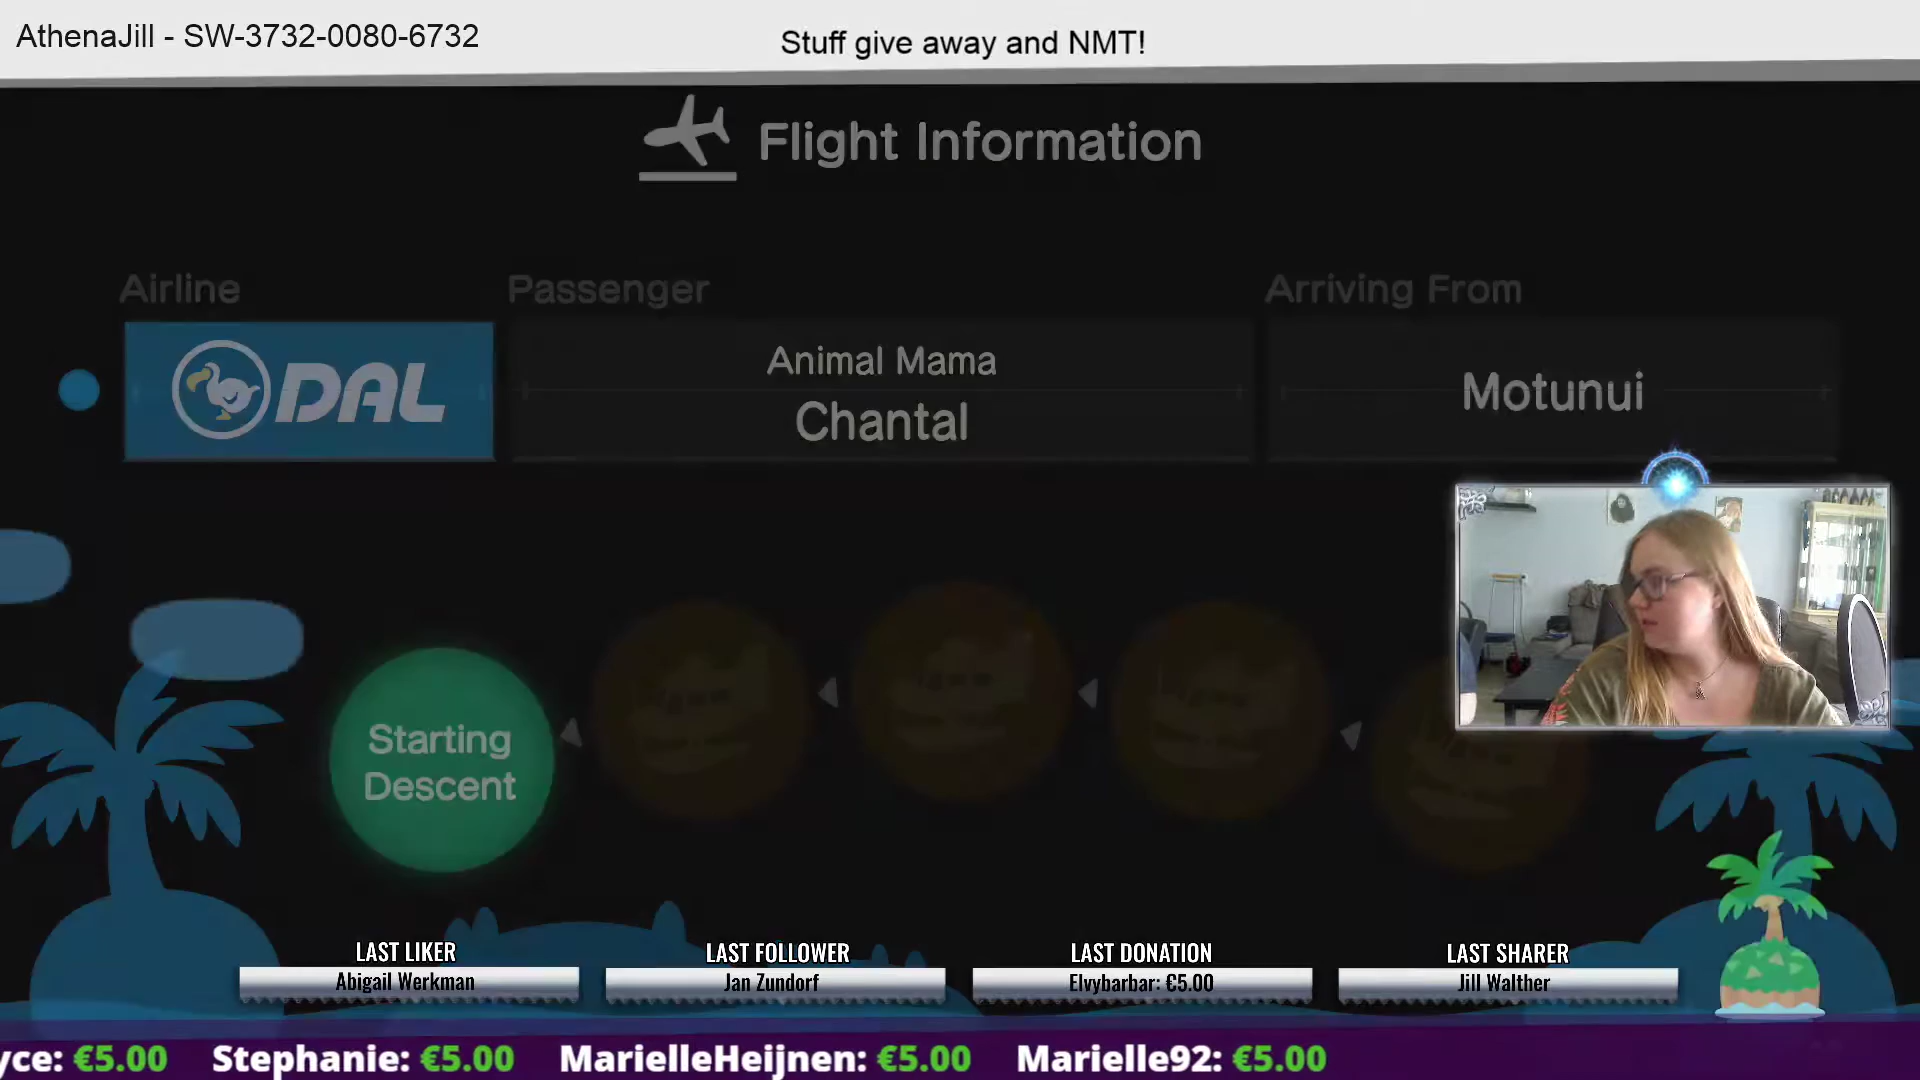 AthenaJill - SW-3732-0080-6732
Stuff give away and NMT!
Flight Information
Airline
Passenger
Arriving From
DAL
Animal Mama
Chantal
Motunui
Starting
Descent
LAST LIKER
Abigail Werkman
LAST FOLLOWER
Jan Zundorf
LAST DONATION
Elvybarbar: €5.00
LAST SHARER
Jill Walther
yce: €5.00 Stephanie: €5.00 MarielleHeijnen: €5.00 Marielle92: €5.00